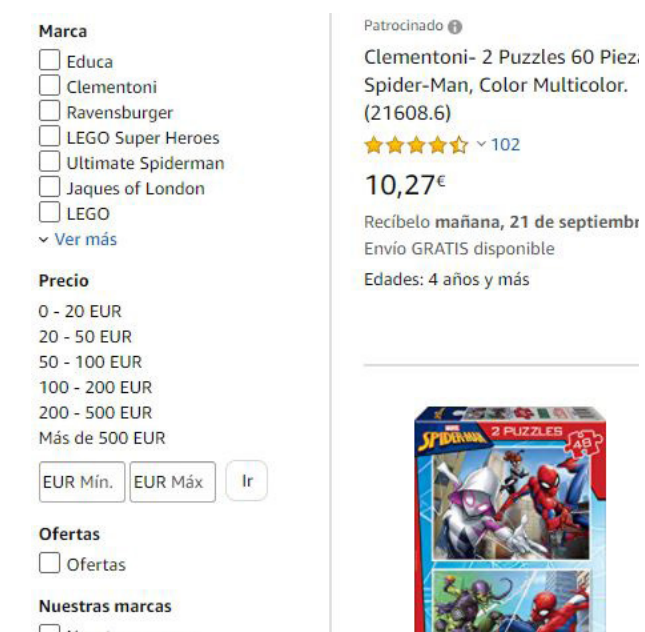 Marca
Educa
Clementoni
Ravensburger
LEGO Super Heroes
Ultimate Spiderman
Jaques of London
LEGO
Ver más
Precio
0 - 20 EUR
20 - 50 EUR
50 - 100 EUR
100 - 200 EUR
200 - 500 EUR
Más de 500 EUR
EUR Mín. EUR Máx Ir
Ofertas
Ofertas
Nuestras marcas
Patrocinado
Clementoni- 2 Puzzles 60 Pieza
Spider-Man, Color Multicolor.
(21608.6)
102
10,27€
Recíbelo mañana, 21 de septiembr
Envío GRATIS disponible
Edades: 4 años y más
MARVEL
SPIDER-MAN
2 PUZZLES
48